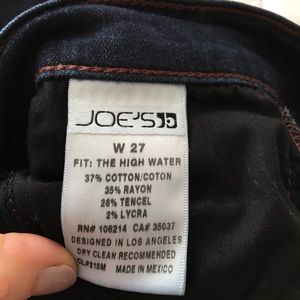 JOE'S
W 27
FIT: THE HIGH WATER
37% COTTON/COTON
35% RAYON
26% TENCEL
2% LYCRA
RN# 106214 CA# 35037
DESIGNED IN LOS ANGELES
DRY CLEAN RECOMMENDED
MADE IN MEXICO